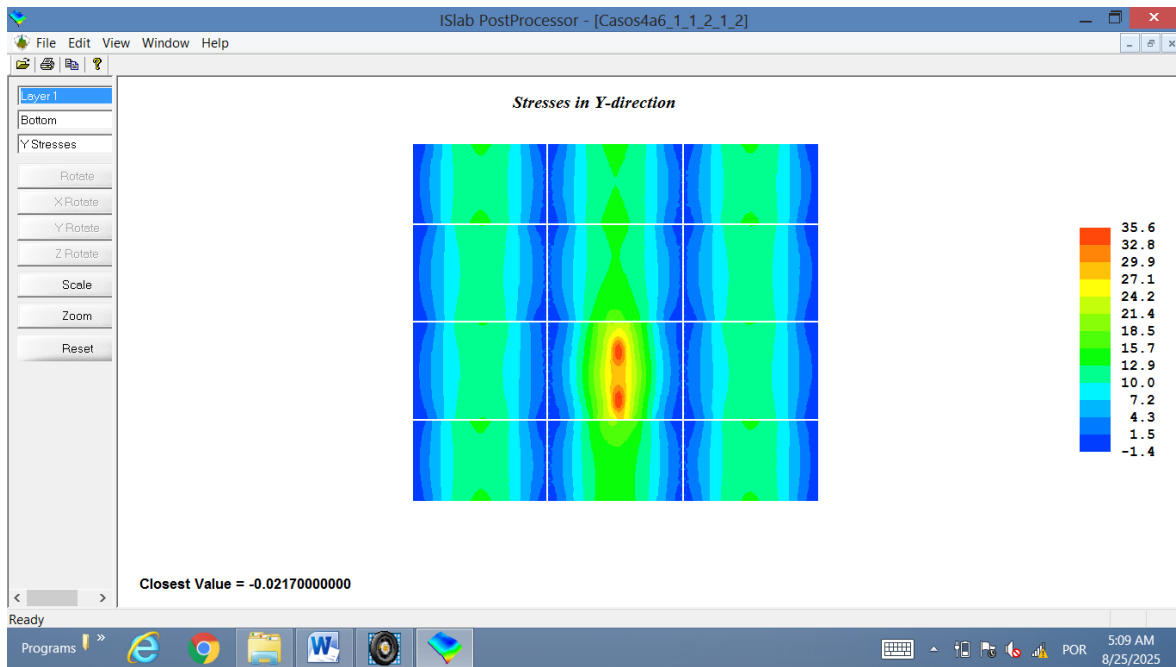 ISlab PostProcessor - [Casos4a6_1_1_2_1_2]
File Edit View Window Help
Layer 1
Bottom
Y Stresses
Rotate
X Rotate
Y Rotate
Z Rotate
Scale
Zoom
Reset
Stresses in Y-direction
35.6
32.8
29.9
27.1
24.2
21.4
18.5
15.7
12.9
10.0
7.2
4.3
1.5
-1.4
Closest Value = -0.02170000000
Ready
Programs
POR
5:09 AM
8/25/2025